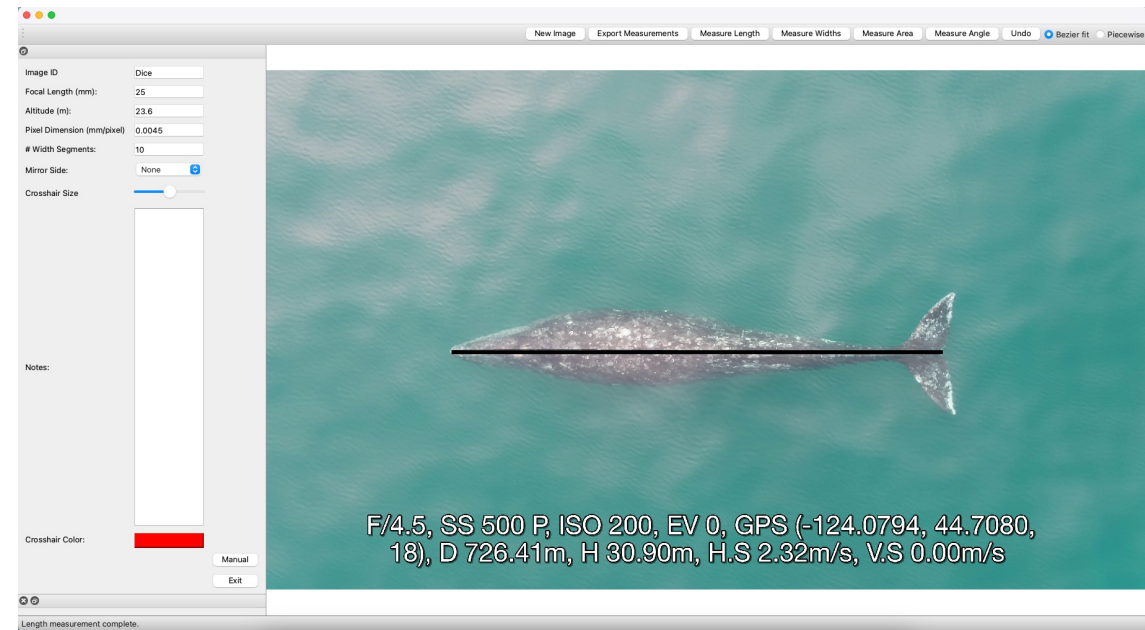 New Image Export Measurements Measure Length Measure Widths Measure Area Measure Angle Undo Bezier fit Piecewise
Image ID Dice
Focal Length (mm): 25
Altitude (m): 23.6
Pixel Dimension (mm/pixel) 0.0045
# Width Segments: 10
Mirror Side: None
Crosshair Size
Notes:
Crosshair Color:
Manual
Exit
F/4.5, SS 500 P, ISO 200, EV 0, GPS (-124.0794, 44.7080,
18), D 726.41m, H 30.90m, H.S 2.32m/s, V.S 0.00m/s
Length measurement complete.